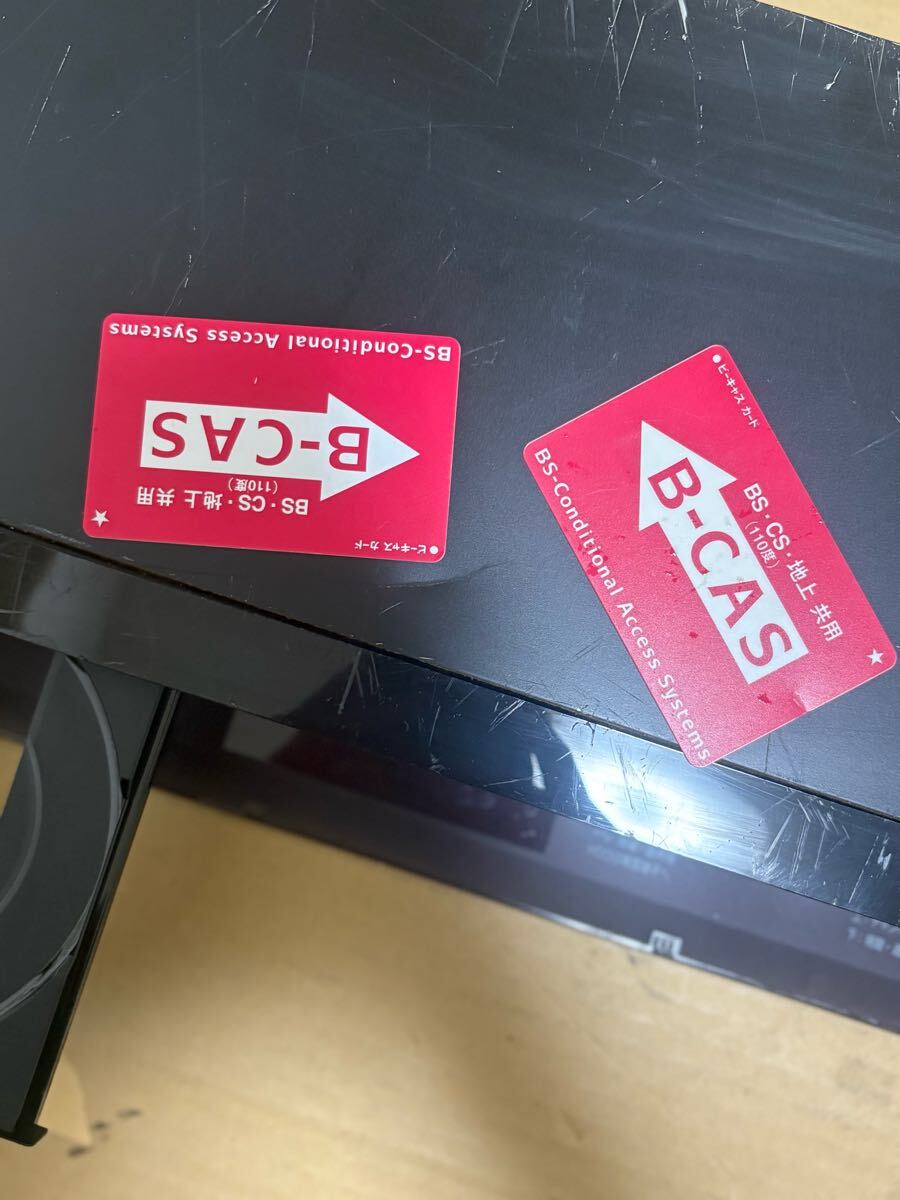 BS-Conditional Access Systems
B-CAS
BS・CS・地上 共用
(110度)
★
●ビーキャス カード
●ビーキャス カード
BS・CS・地上 共用
(110度)
B-CAS
BS-Conditional Access Systems
★